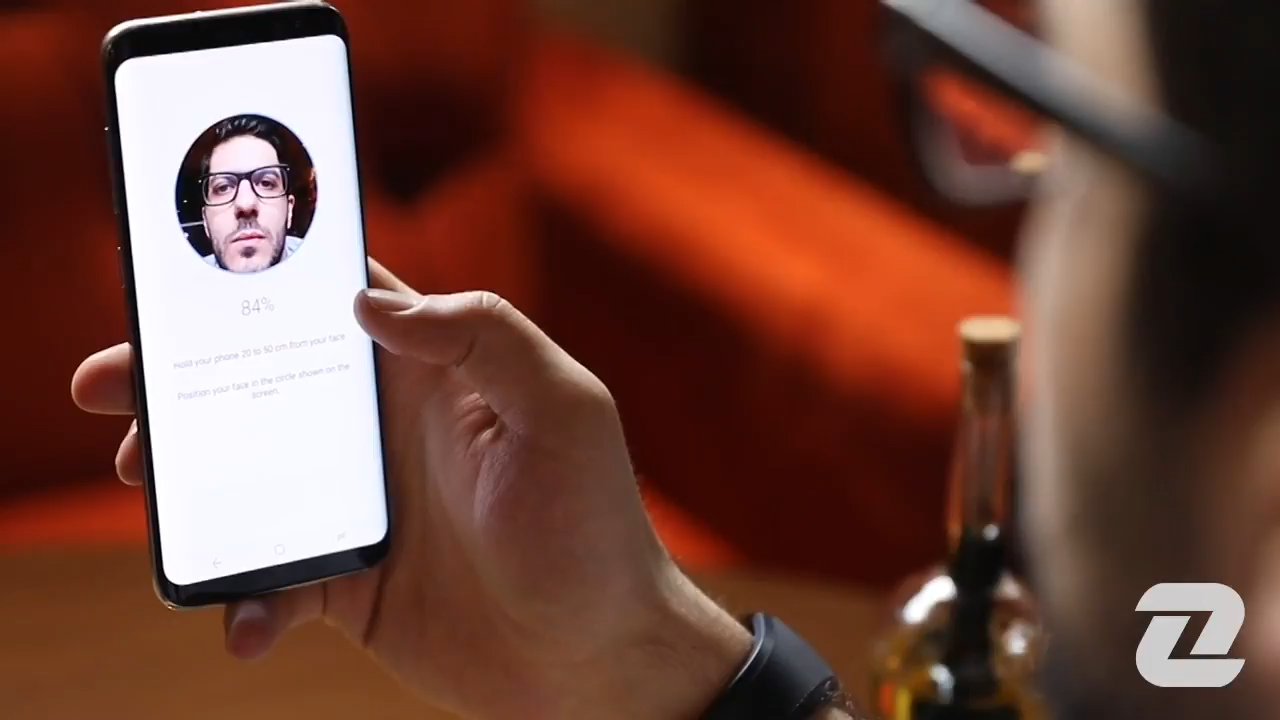 84%
Hold your phone 20 to 50 cm from your face.
Position your face in the circle shown on the
screen.